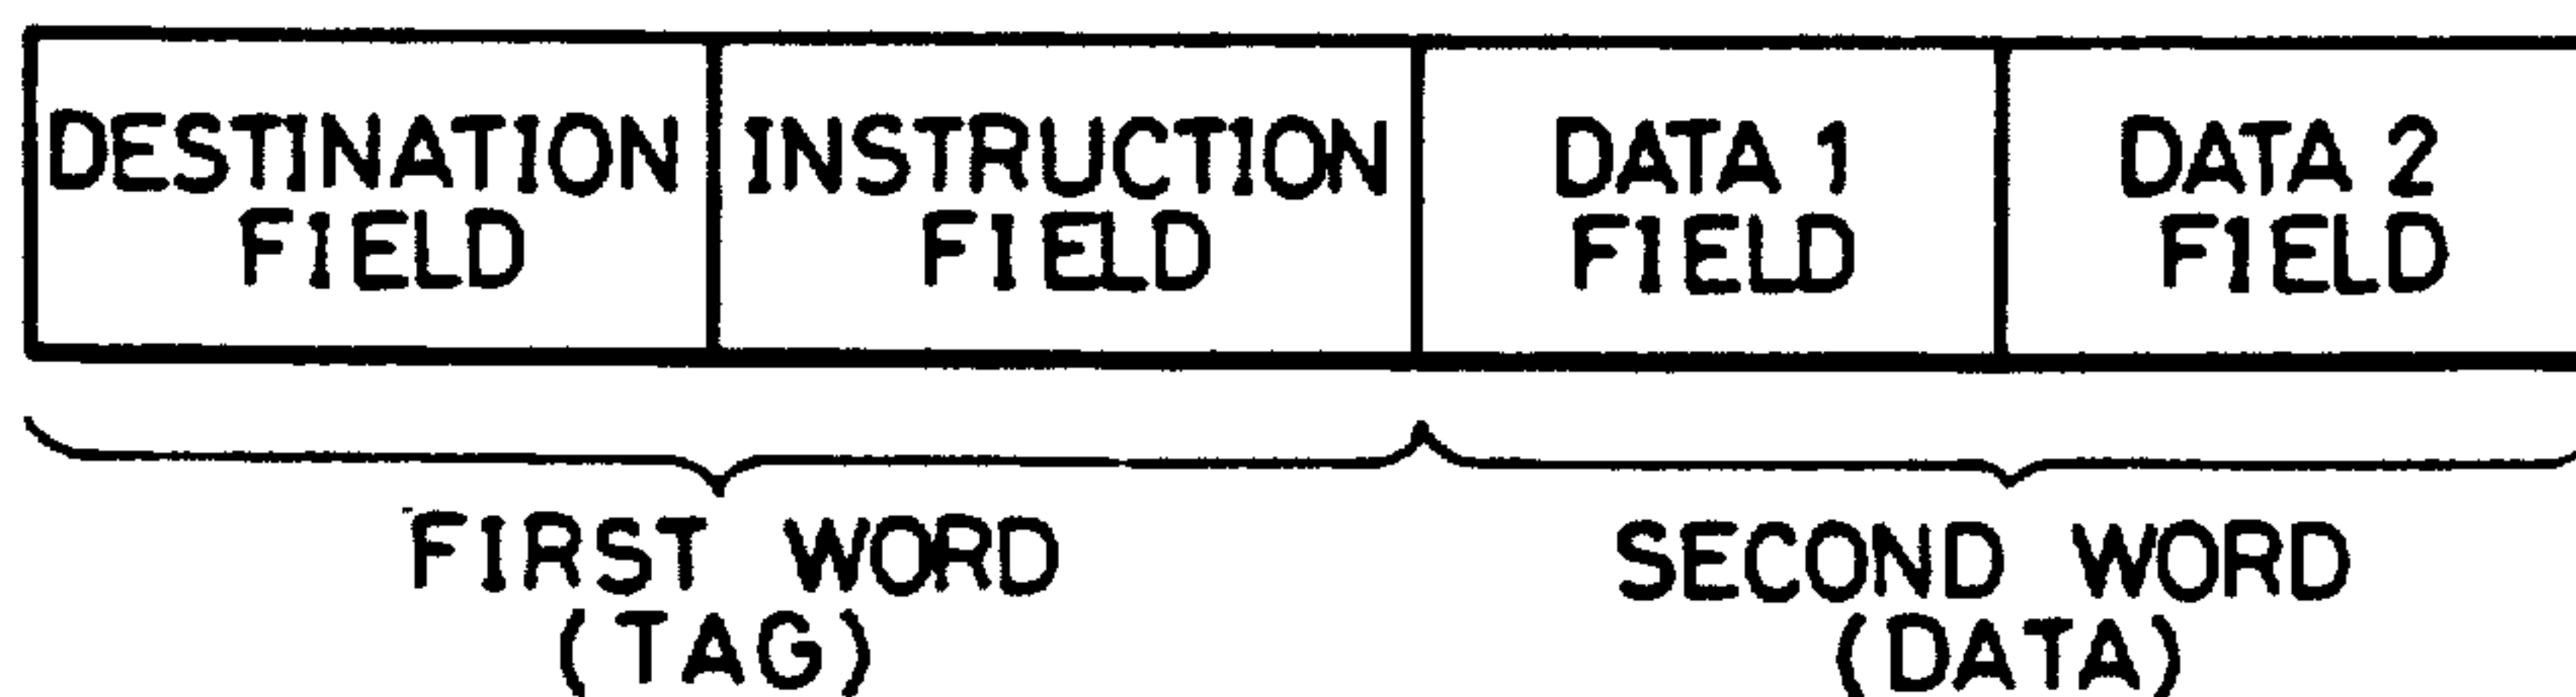 DESTINATION FIELD
INSTRUCTION FIELD
DATA 1 FIELD
DATA 2 FIELD
FIRST WORD
(TAG)
SECOND WORD
(DATA)